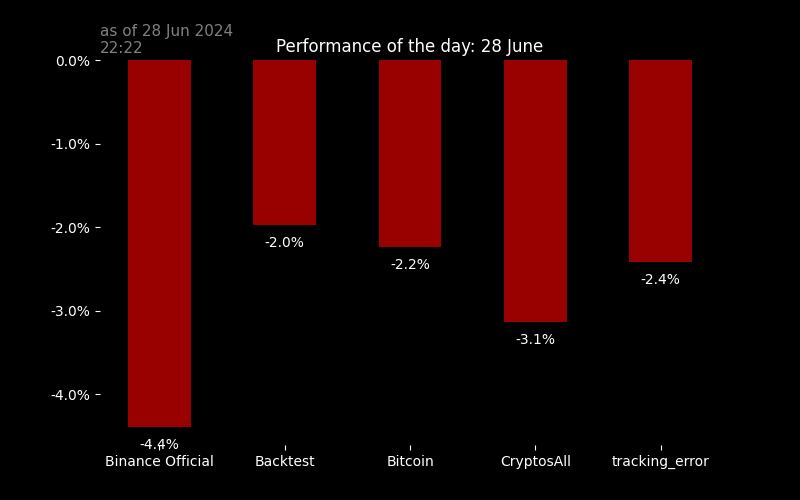 as of 28 Jun 2024
22:22
Performance of the day: 28 June
0.0%
-1.0%
-2.0%
-3.0%
-4.0%
-4.4%
-2.0%
-2.2%
-3.1%
-2.4%
Binance Official
Backtest
Bitcoin
CryptosAll
tracking_error